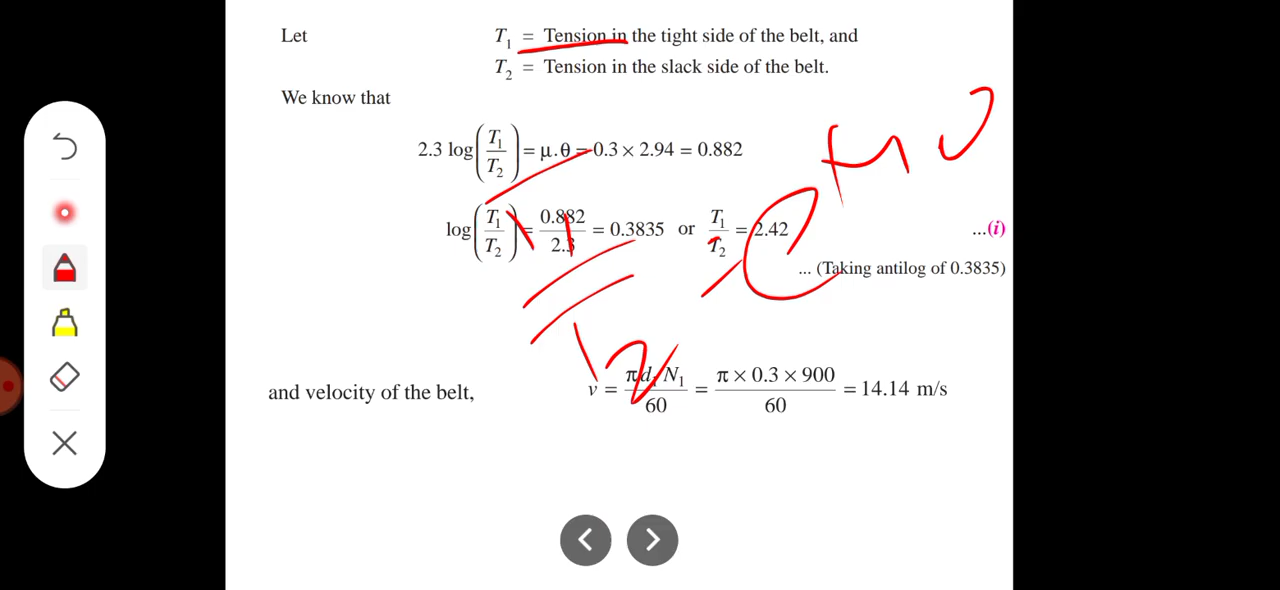 Let T₁ = Tension in the tight side of the belt, and
T₂ = Tension in the slack side of the belt.
We know that
2.3 log(T₁/T₂) = μ.θ = 0.3 × 2.94 = 0.882
log(T₁/T₂) = 0.882/2.3 = 0.3835 or T₁/T₂ = 2.42 ...(i)
... (Taking antilog of 0.3835)
and velocity of the belt, v = πd₁N₁/60 = π × 0.3 × 900/60 = 14.14 m/s